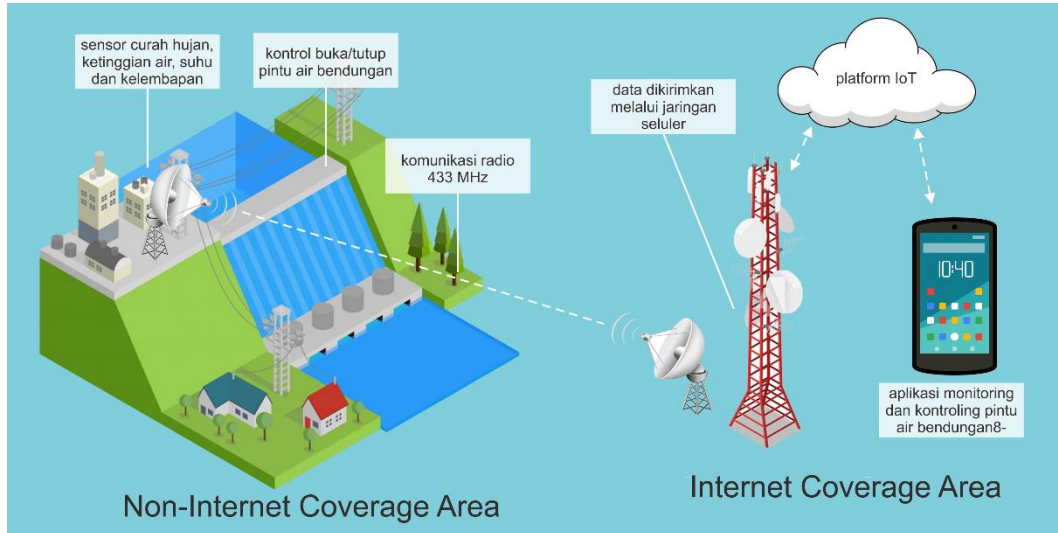 sensor curah hujan,
ketinggian air, suhu
dan kelembapan
kontrol buka/tutup
pintu air bendungan
komunikasi radio
433 MHz
data dikirimkan
melalui jaringan
seluler
platform IoT
10:40
aplikasi monitoring
dan kontroling pintu
air bendungan8-
Non-Internet Coverage Area
Internet Coverage Area